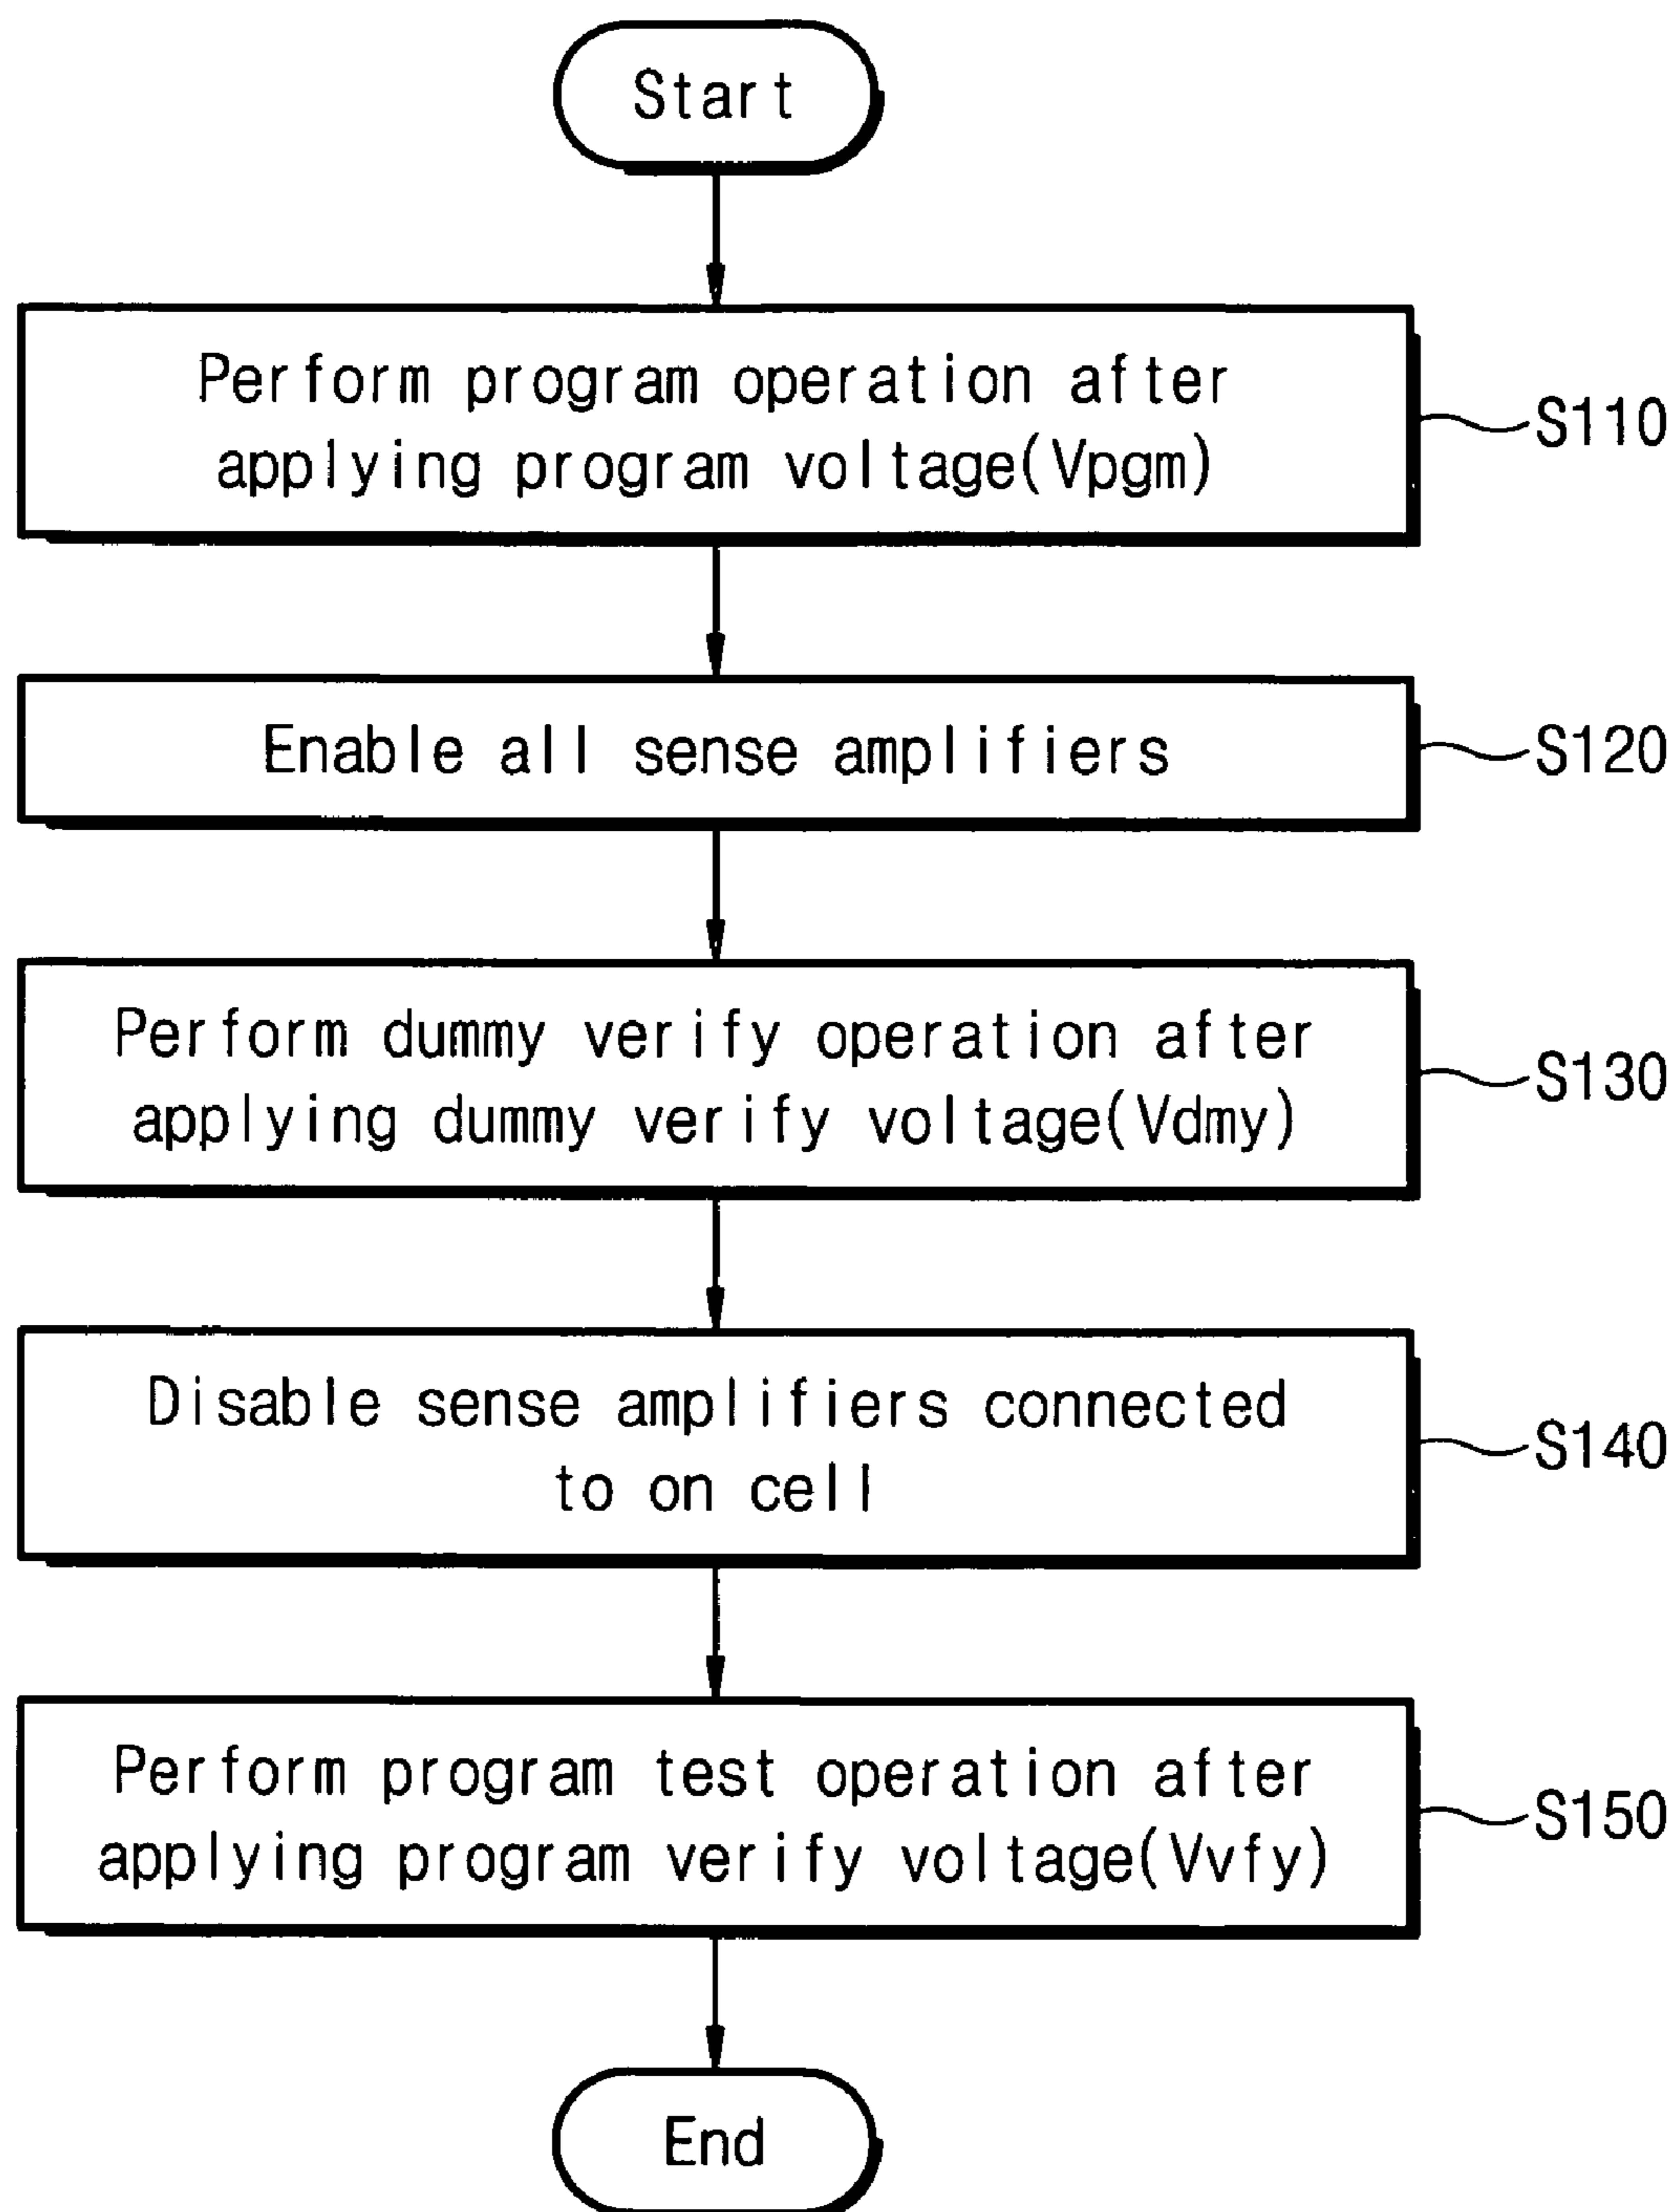 Start
Perform program operation after
applying program voltage(Vpgm)
S110
Enable all sense amplifiers
S120
Perform dummy verify operation after
applying dummy verify voltage(Vdmy)
S130
Disable sense amplifiers connected
to on cell
S140
Perform program test operation after
applying program verify voltage(Vvfy)
S150
End